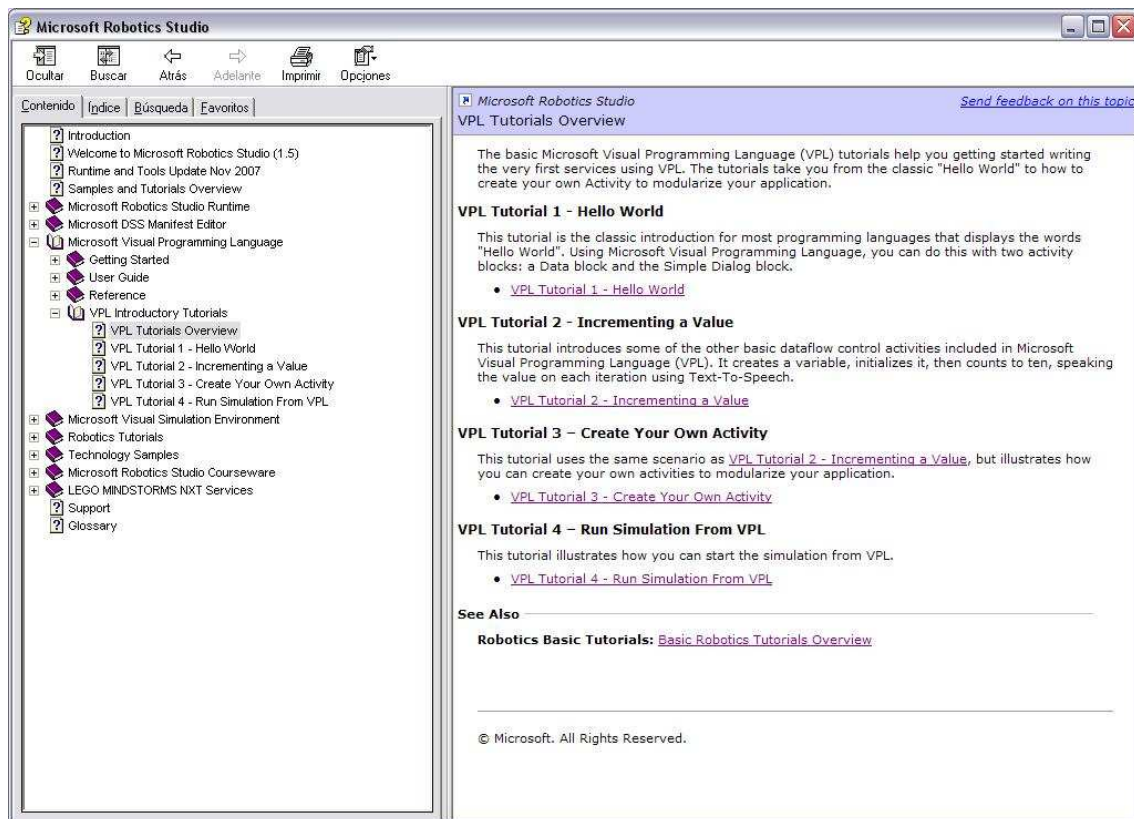 Microsoft Robotics Studio
Ocultar Buscar Atrás Adelante Imprimir Opciones
Contenido Índice Búsqueda Favoritos
Introduction
Welcome to Microsoft Robotics Studio (1.5)
Runtime and Tools Update Nov 2007
Samples and Tutorials Overview
Microsoft Robotics Studio Runtime
Microsoft DSS Manifest Editor
Microsoft Visual Programming Language
Getting Started
User Guide
Reference
VPL Introductory Tutorials
VPL Tutorials Overview
VPL Tutorial 1 - Hello World
VPL Tutorial 2 - Incrementing a Value
VPL Tutorial 3 - Create Your Own Activity
VPL Tutorial 4 - Run Simulation From VPL
Microsoft Visual Simulation Environment
Robotics Tutorials
Technology Samples
Microsoft Robotics Studio Courseware
LEGO MINDSTORMS NXT Services
Support
Glossary
Microsoft Robotics Studio Send feedback on this topic
VPL Tutorials Overview
The basic Microsoft Visual Programming Language (VPL) tutorials help you getting started writing
the very first services using VPL. The tutorials take you from the classic "Hello World" to how to
create your own Activity to modularize your application.
VPL Tutorial 1 - Hello World
This tutorial is the classic introduction for most programming languages that displays the words
"Hello World". Using Microsoft Visual Programming Language, you can do this with two activity
blocks: a Data block and the Simple Dialog block.
• VPL Tutorial 1 - Hello World
VPL Tutorial 2 - Incrementing a Value
This tutorial introduces some of the other basic dataflow control activities included in Microsoft
Visual Programming Language (VPL). It creates a variable, initializes it, then counts to ten, speaking
the value on each iteration using Text-To-Speech.
• VPL Tutorial 2 - Incrementing a Value
VPL Tutorial 3 – Create Your Own Activity
This tutorial uses the same scenario as VPL Tutorial 2 - Incrementing a Value, but illustrates how
you can create your own activities to modularize your application.
• VPL Tutorial 3 - Create Your Own Activity
VPL Tutorial 4 – Run Simulation From VPL
This tutorial illustrates how you can start the simulation from VPL.
• VPL Tutorial 4 - Run Simulation From VPL
See Also
Robotics Basic Tutorials: Basic Robotics Tutorials Overview
© Microsoft. All Rights Reserved.